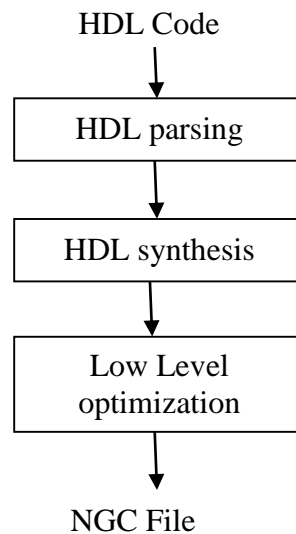 HDL Code
HDL parsing
HDL synthesis
Low Level
optimization
NGC File